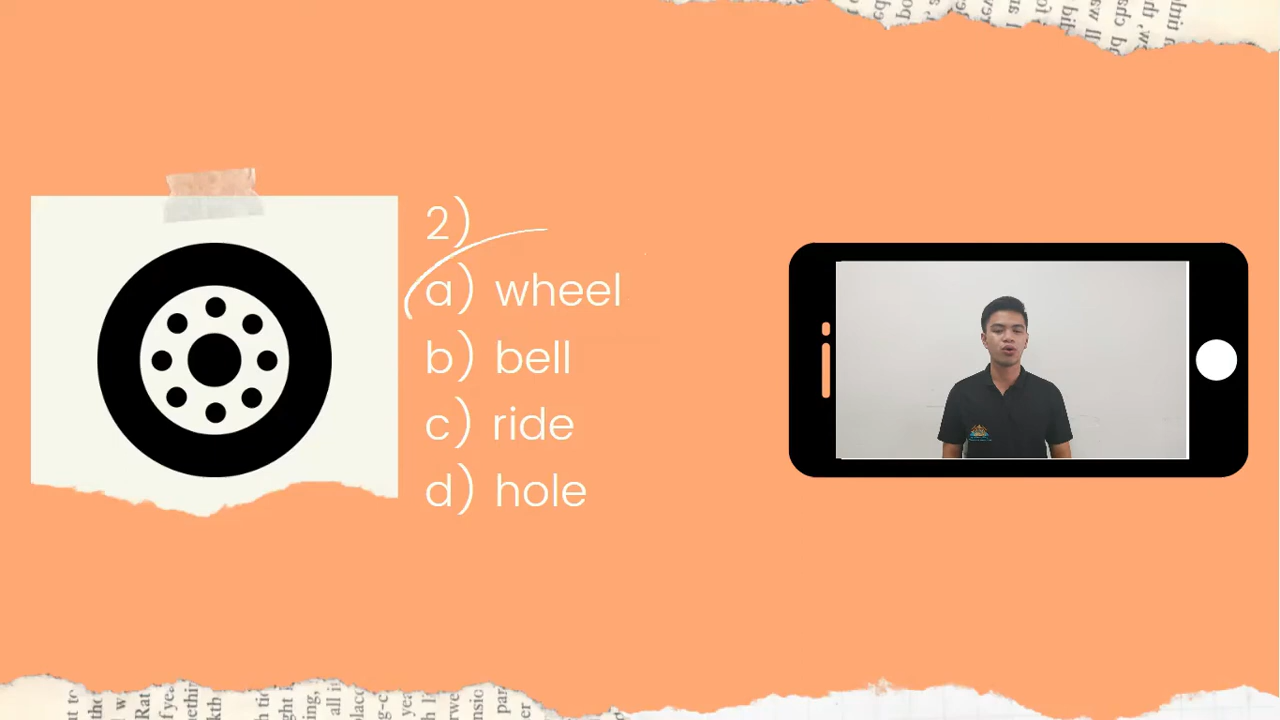 2)
a) wheel
b) bell
c) ride
d) hole